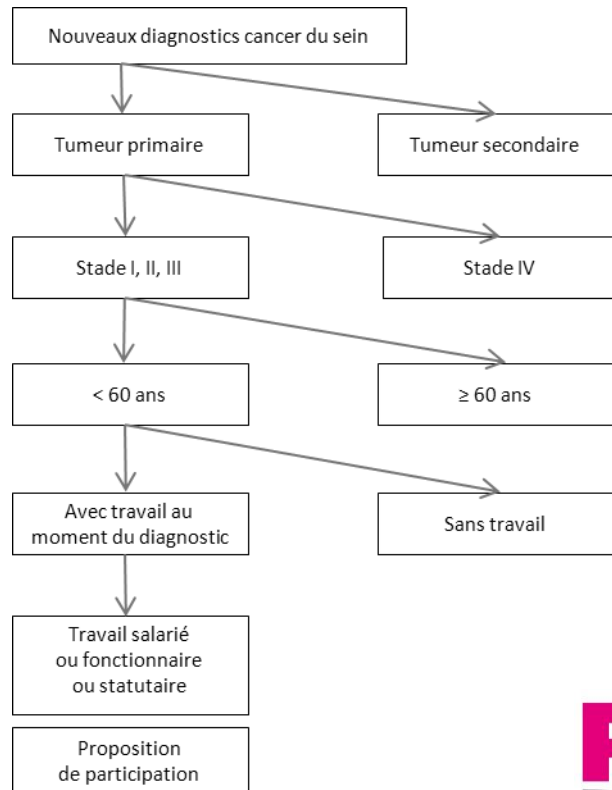 Nouveaux diagnostics cancer du sein
Tumeur primaire
Tumeur secondaire
Stade I, II, III
Stade IV
< 60 ans
≥ 60 ans
Avec travail au
moment du diagnostic
Sans travail
Travail salarié
ou fonctionnaire
ou statutaire
Proposition
de participation